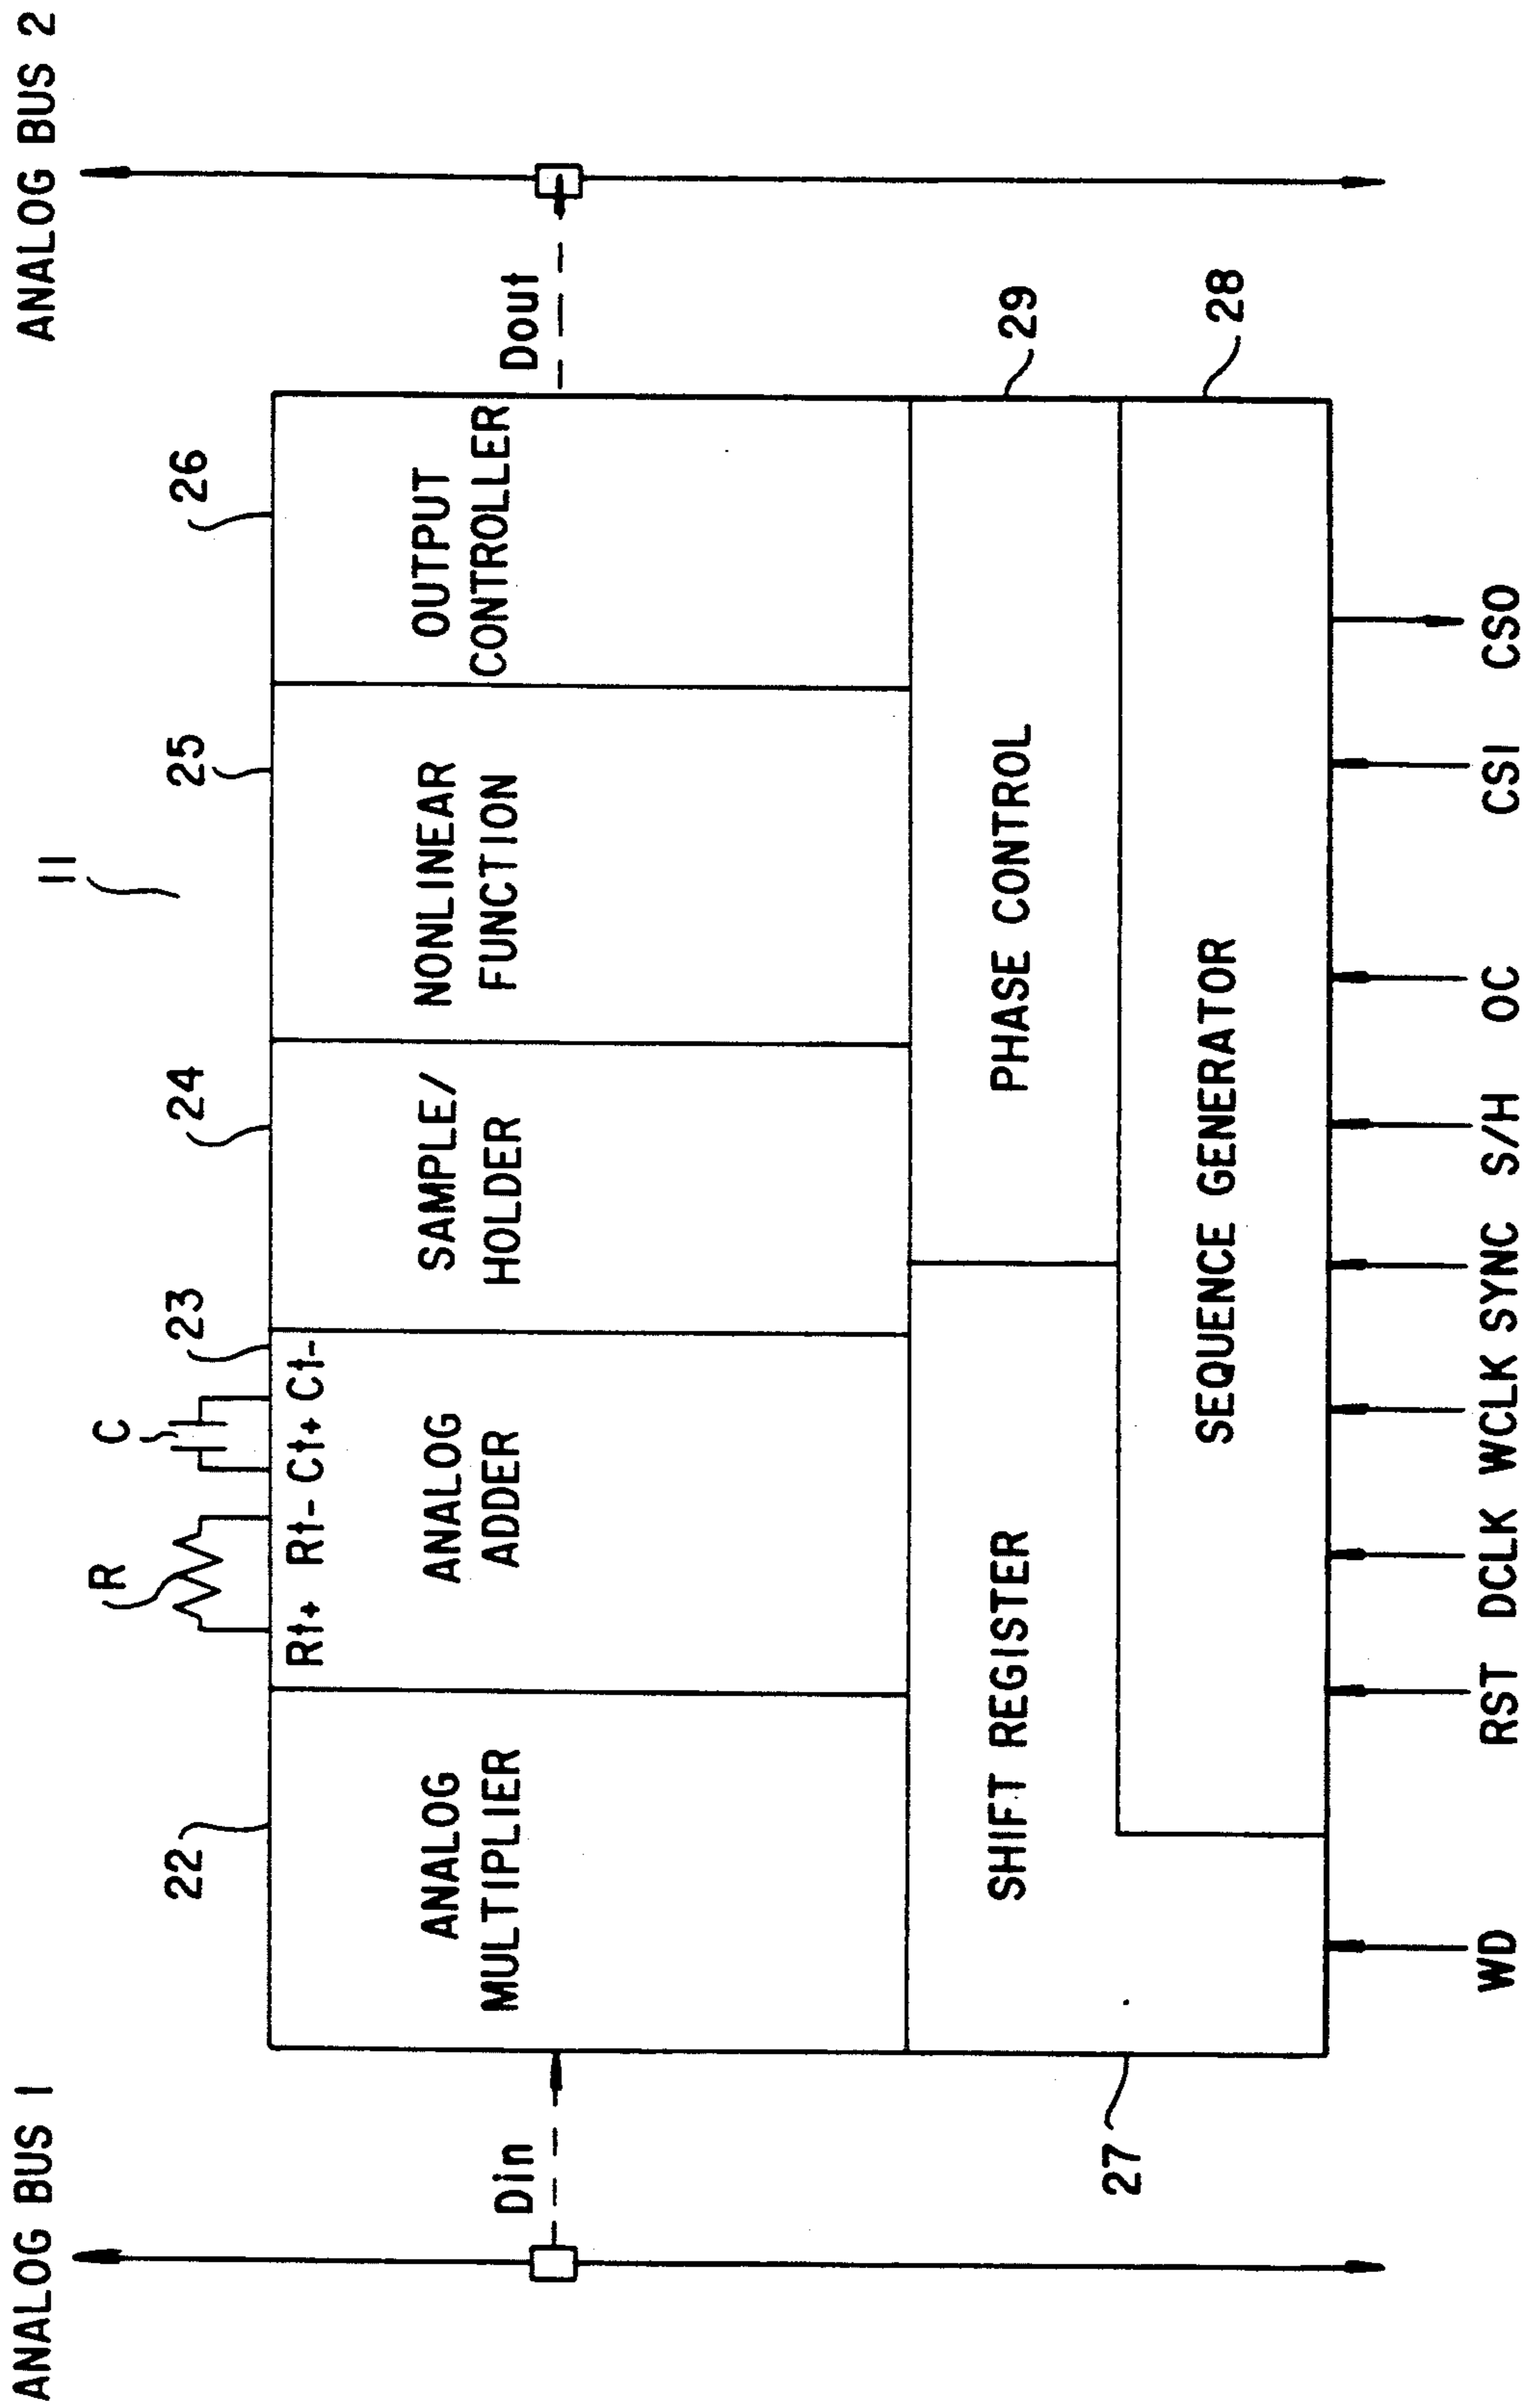 ANALOG BUS 1
ANALOG BUS 2
11
R
C
22
23
24
25
26
Rt+ Rt- Ct+ Ct-
ANALOG
MULTIPLIER
ANALOG
ADDER
SAMPLE/
HOLDER
NONLINEAR
FUNCTION
OUTPUT
CONTROLLER
Din
Dout
SHIFT REGISTER
PHASE CONTROL
29
SEQUENCE GENERATOR
28
27
WD
RST
DCLK
WCLK
SYNC
S/H
OC
CSI
CSO